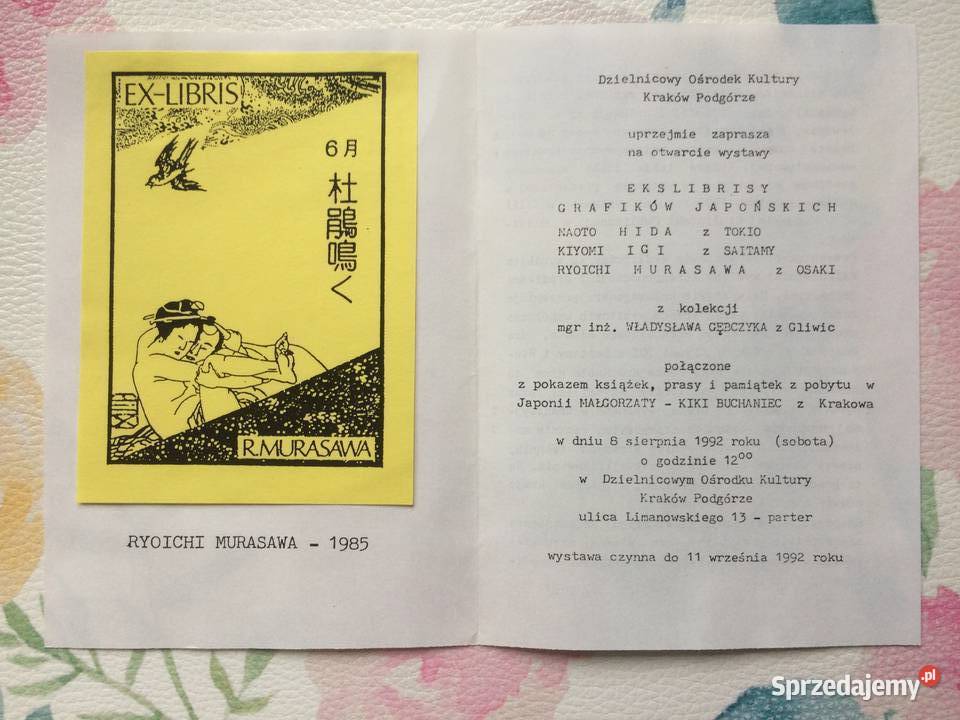 EX-LIBRIS
6月
杜鵑鳴く
R.MURASAWA
RYOICHI MURASAWA - 1985
Dzielnicowy Ośrodek Kultury
Kraków Podgórze
uprzejmie zaprasza
na otwarcie wystawy
EKSLIBRISY
GRAFIKÓW JAPOŃSKICH
NAOTO HIDA z TOKIO
KIYOMI IGI z SAITAMY
RYOICHI MURASAWA z OSAKI
z kolekcji
mgr inż. WŁADYSŁAWA GĘBCZYKA z Gliwic
połączone
z pokazem książek, prasy i pamiątek z pobytu w
Japonii MAŁGORZATY - KIKI BUCHANIEC z Krakowa
w dniu 8 sierpnia 1992 roku (sobota)
o godzinie 12⁰⁰
w Dzielnicowym Ośrodku Kultury
Kraków Podgórze
ulica Limanowskiego 13 - parter
wystawa czynna do 11 września 1992 roku
Sprzedajemy.pl